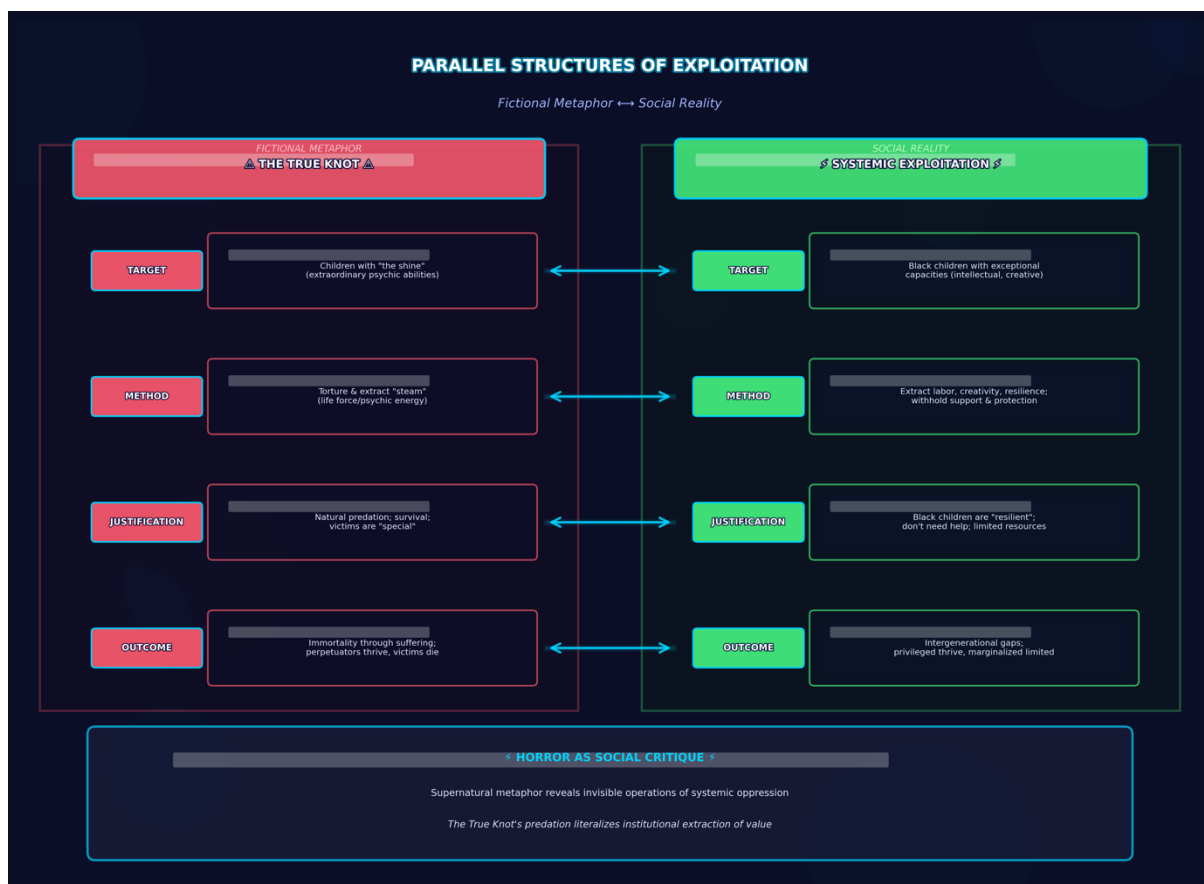 PARALLEL STRUCTURES OF EXPLOITATION
Fictional Metaphor ⟷ Social Reality
FICTIONAL METAPHOR
⚠ THE TRUE KNOT ⚠
TARGET
Children with "the shine"
(extraordinary psychic abilities)
METHOD
Torture & extract "steam"
(life force/psychic energy)
JUSTIFICATION
Natural predation; survival;
victims are "special"
OUTCOME
Immortality through suffering;
perpetuators thrive, victims die
SOCIAL REALITY
⚡ SYSTEMIC EXPLOITATION ⚡
TARGET
Black children with exceptional
capacities (intellectual, creative)
METHOD
Extract labor, creativity, resilience;
withhold support & protection
JUSTIFICATION
Black children are "resilient";
don't need help; limited resources
OUTCOME
Intergenerational gaps;
privileged thrive, marginalized limited
⚡ HORROR AS SOCIAL CRITIQUE ⚡
Supernatural metaphor reveals invisible operations of systemic oppression
The True Knot's predation literalizes institutional extraction of value